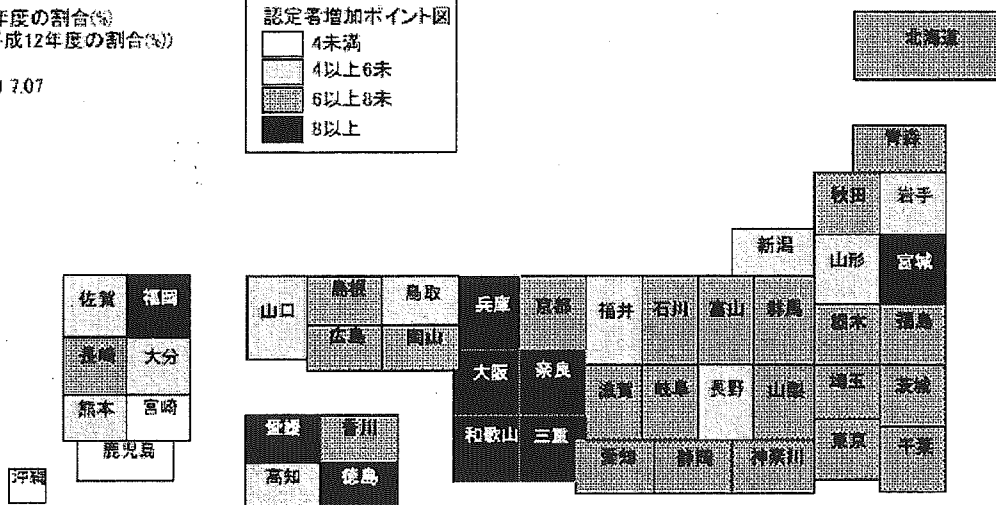 年度の割合(%)
成12年度の割合(%))
7.07
認定者増加ポイント図
4未満
4以上6未
6以上8未
8以上
北海道
青森
秋田 岩手
新潟 山形 宮城
佐賀 福岡
山口 島根 鳥取 兵庫 京都 福井 石川 富山 群馬 栃木 福島
長崎 大分
広島 岡山
大阪 奈良 滋賀 岐阜 長野 山梨 埼玉 茨城
熊本 宮崎
愛媛 香川 和歌山 三重 東京 千葉
鹿児島
愛知 静岡 神奈川
沖縄
高知 徳島